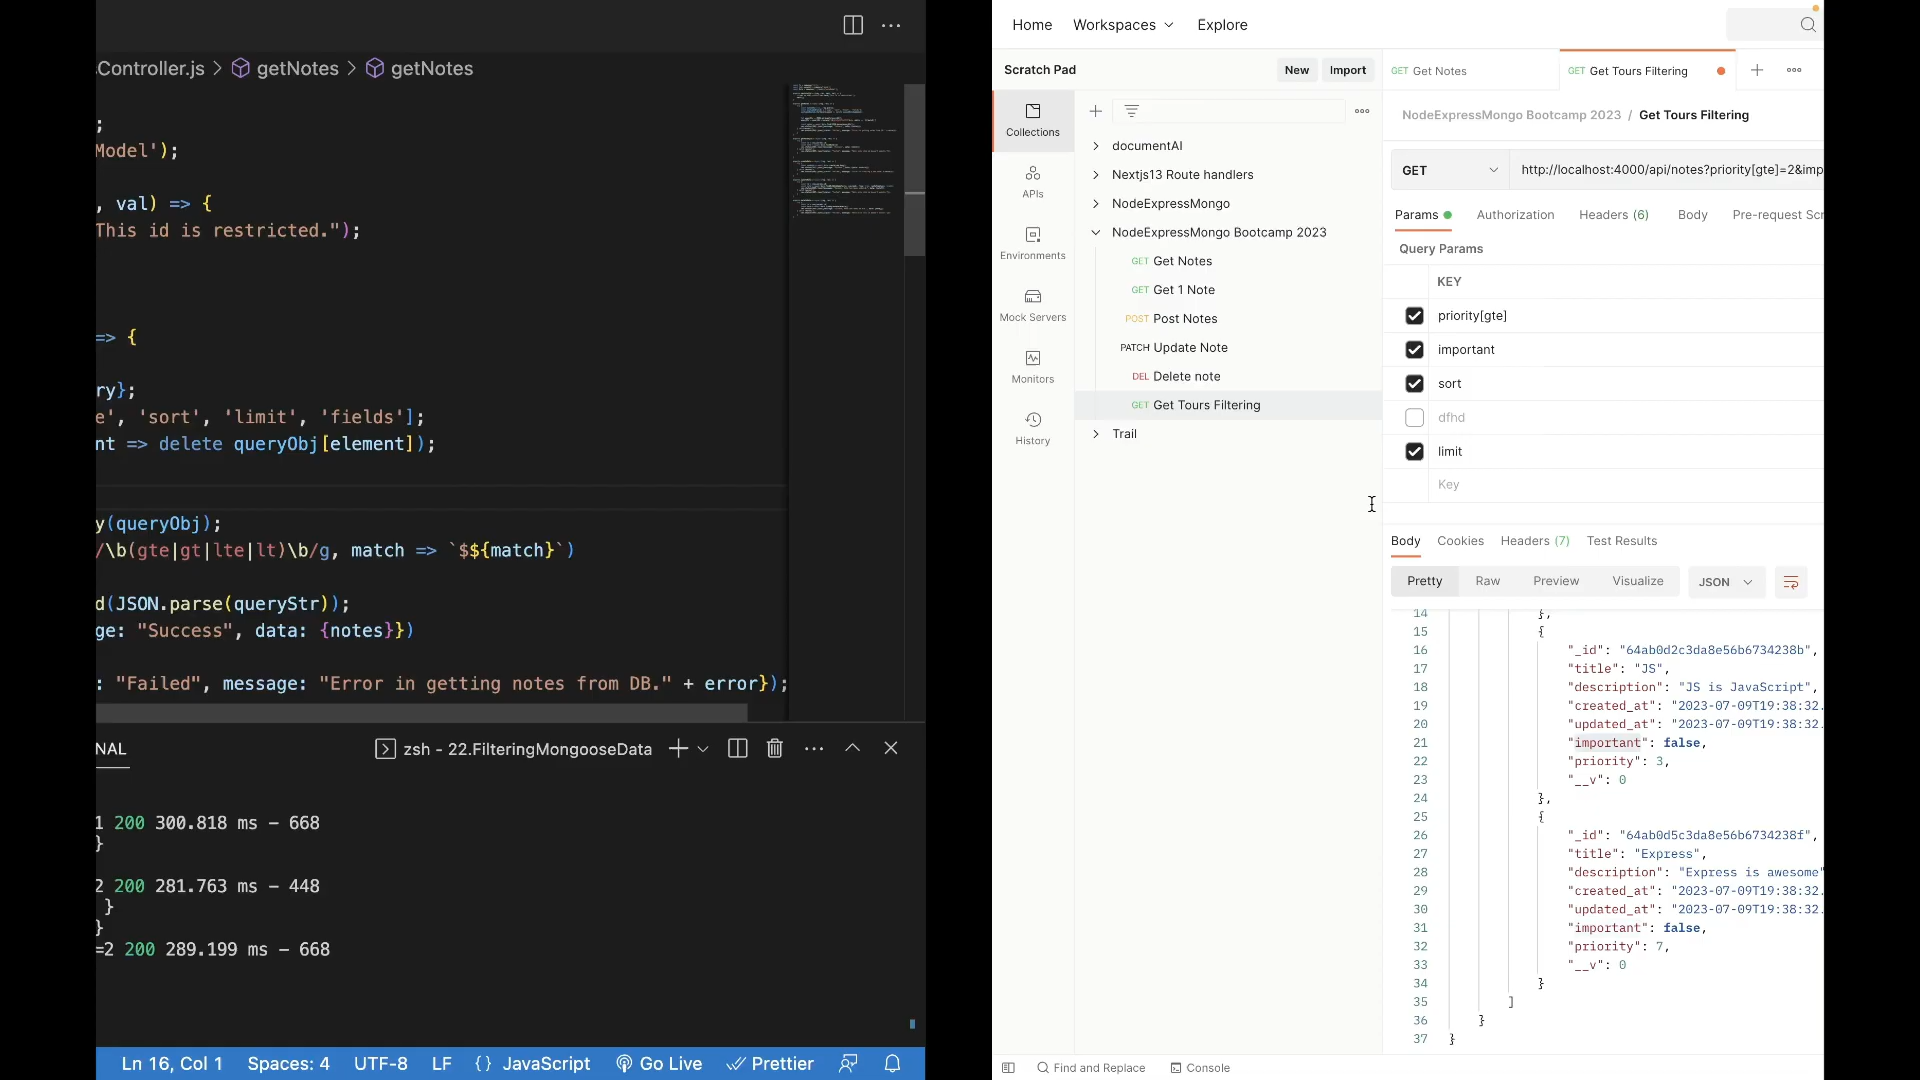 sController.js > getNotes > getNotes
;
Model');
, val) => {
This id is restricted.");
=> {
ry};
e', 'sort', 'limit', 'fields'];
nt => delete queryObj[element]);
y(queryObj);
/\b(gte|gt|lte|lt)\b/g, match => `$${match}`)
d(JSON.parse(queryStr));
ge: "Success", data: {notes}})
: "Failed", message: "Error in getting notes from DB." + error});
NAL
zsh - 22.FilteringMongooseData
1 200 300.818 ms - 668
}
2 200 281.763 ms - 448
}
}
=2 200 289.199 ms - 668
Ln 16, Col 1 Spaces: 4 UTF-8 LF {} JavaScript Go Live Prettier
Home Workspaces Explore
Scratch Pad New Import
Collections
APIs
Environments
Mock Servers
Monitors
History
documentAI
Nextjs13 Route handlers
NodeExpressMongo
NodeExpressMongo Bootcamp 2023
GET Get Notes
GET Get 1 Note
POST Post Notes
PATCH Update Note
DEL Delete note
GET Get Tours Filtering
Trail
GET Get Notes GET Get Tours Filtering
NodeExpressMongo Bootcamp 2023 / Get Tours Filtering
GET http://localhost:4000/api/notes?priority[gte]=2&imp
Params Authorization Headers (6) Body Pre-request Scr
Query Params
KEY
priority[gte]
important
sort
dfhd
limit
Key
Body Cookies Headers (7) Test Results
Pretty Raw Preview Visualize JSON
14 },
15 {
16 "_id": "64ab0d2c3da8e56b6734238b",
17 "title": "JS",
18 "description": "JS is JavaScript",
19 "created_at": "2023-07-09T19:38:32.
20 "updated_at": "2023-07-09T19:38:32.
21 "important": false,
22 "priority": 3,
23 "__v": 0
24 },
25 {
26 "_id": "64ab0d5c3da8e56b6734238f",
27 "title": "Express",
28 "description": "Express is awesome"
29 "created_at": "2023-07-09T19:38:32.
30 "updated_at": "2023-07-09T19:38:32.
31 "important": false,
32 "priority": 7,
33 "__v": 0
34 }
35 ]
36 }
37 }
Find and Replace Console